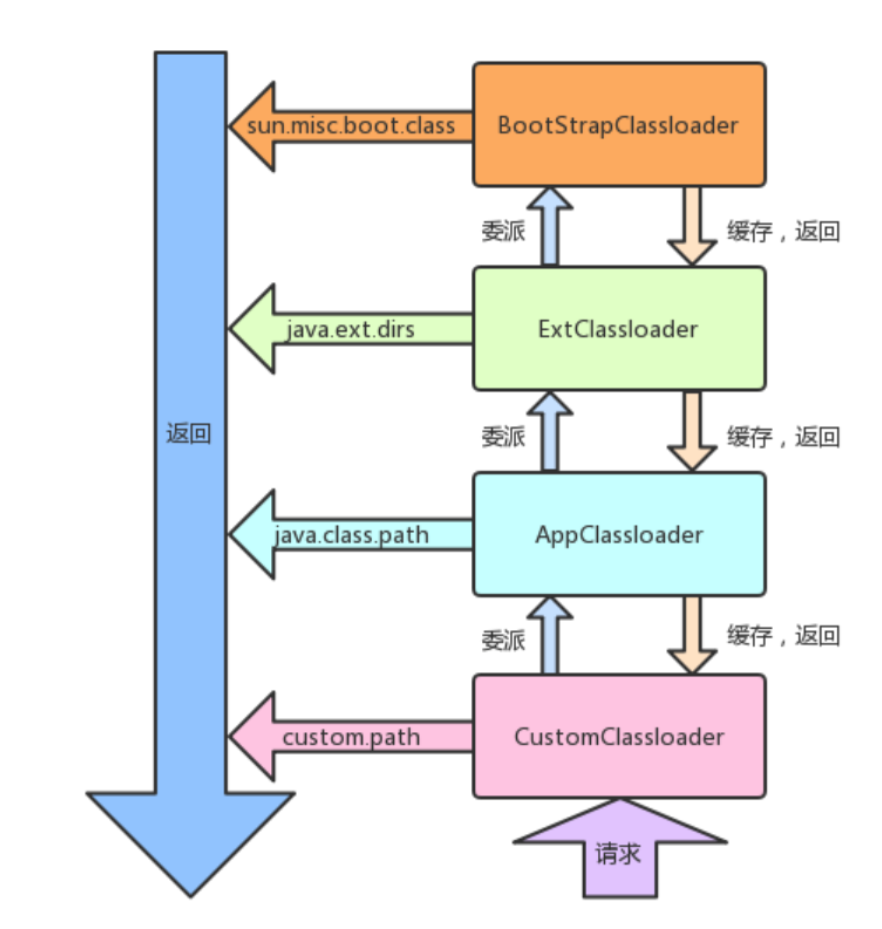 sun.misc.boot.class
BootStrapClassloader
委派
缓存，返回
java.ext.dirs
ExtClassloader
返回
委派
缓存，返回
java.class.path
AppClassloader
委派
缓存，返回
custom.path
CustomClassloader
请求